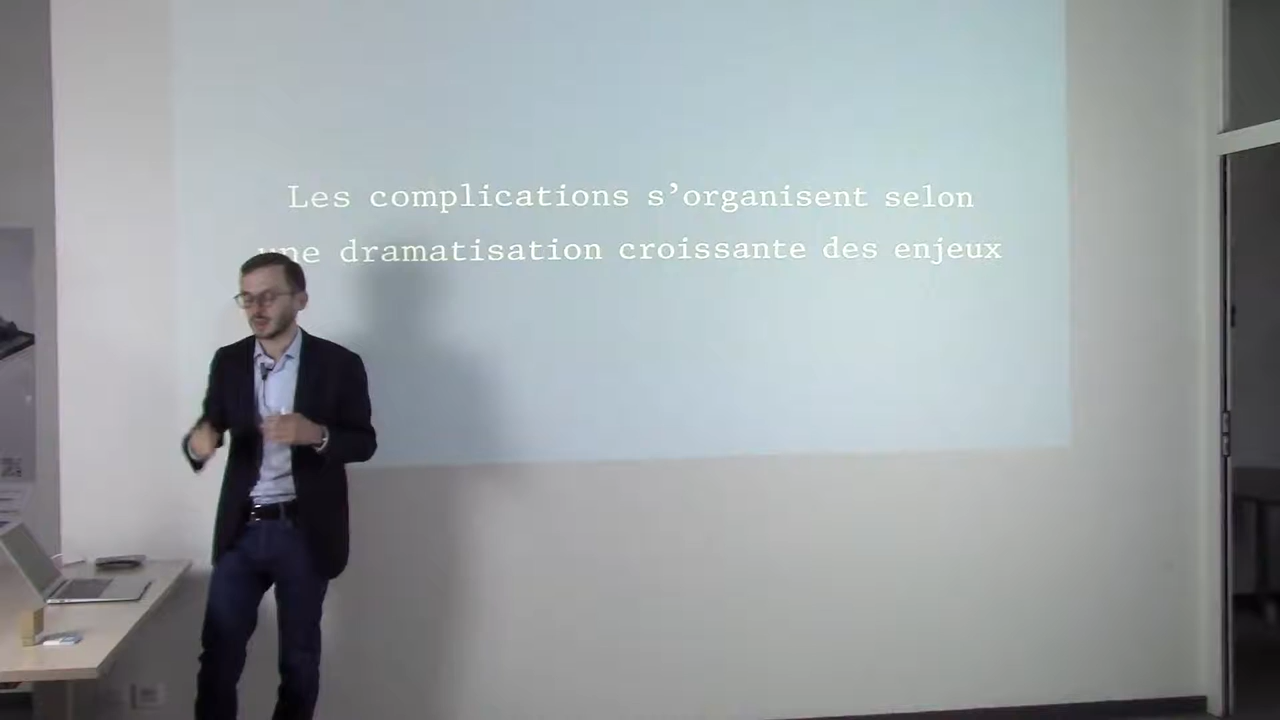 Les complications s’organisent selon
une dramatisation croissante des enjeux